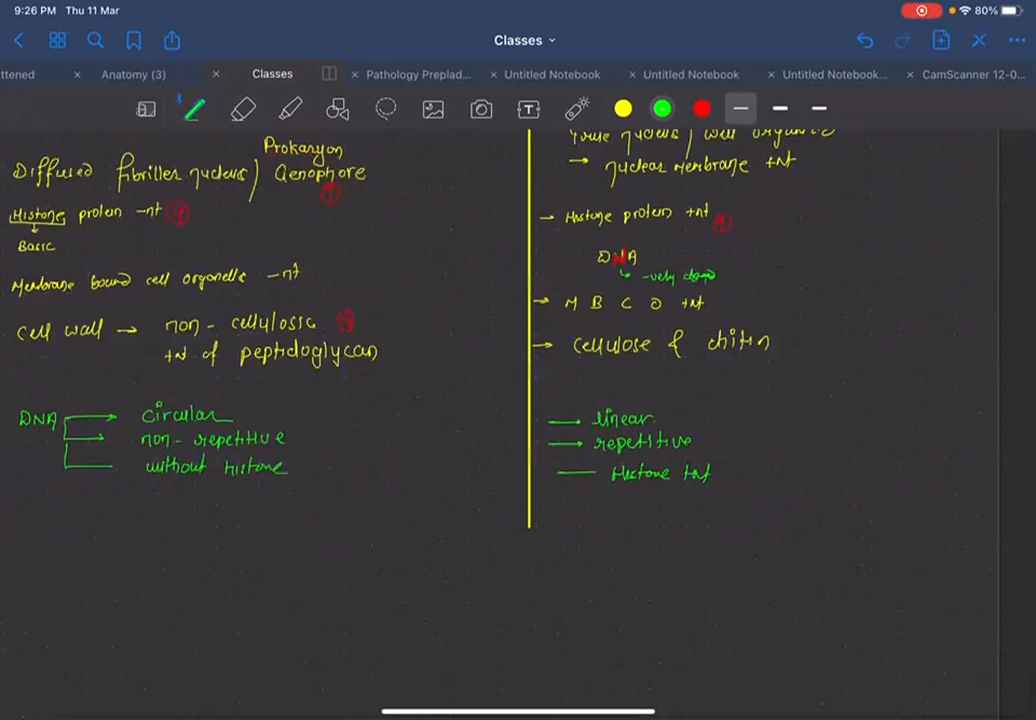 9:26 PM Thu 11 Mar
80%
Classes
ttened
Anatomy (3)
Classes
Pathology Preplad...
Untitled Notebook
Untitled Notebook
Untitled Notebook...
CamScanner 12-0...
Prokaryon
Diffused fibriller nucleus / Genophore
Histone protein -nt
Basic
Membrane bound cell organelle -nt
Cell wall → non-cellulosic
+nt of peptidoglycan
DNA → circular
→ non-repetitive
without histone
nucleus /
→ nuclear Membrane +nt
→ Histone protein +nt
DNA
-very
→ M B C O +nt
→ cellulose & chitin
→ linear
→ repetitive
Histone +nt